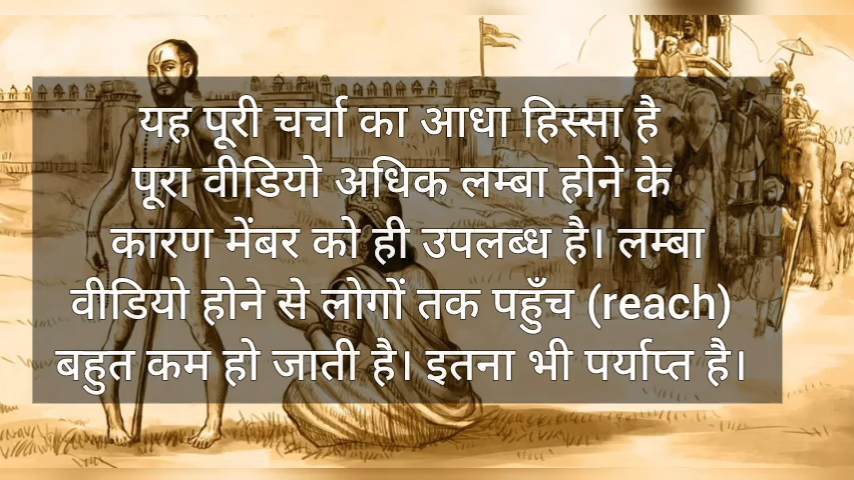 यह पूरी चर्चा का आधा हिस्सा है
पूरा वीडियो अधिक लम्बा होने के
कारण मेंबर को ही उपलब्ध है। लम्बा
वीडियो होने से लोगों तक पहुँच (reach)
बहुत कम हो जाती है। इतना भी पर्याप्त है।